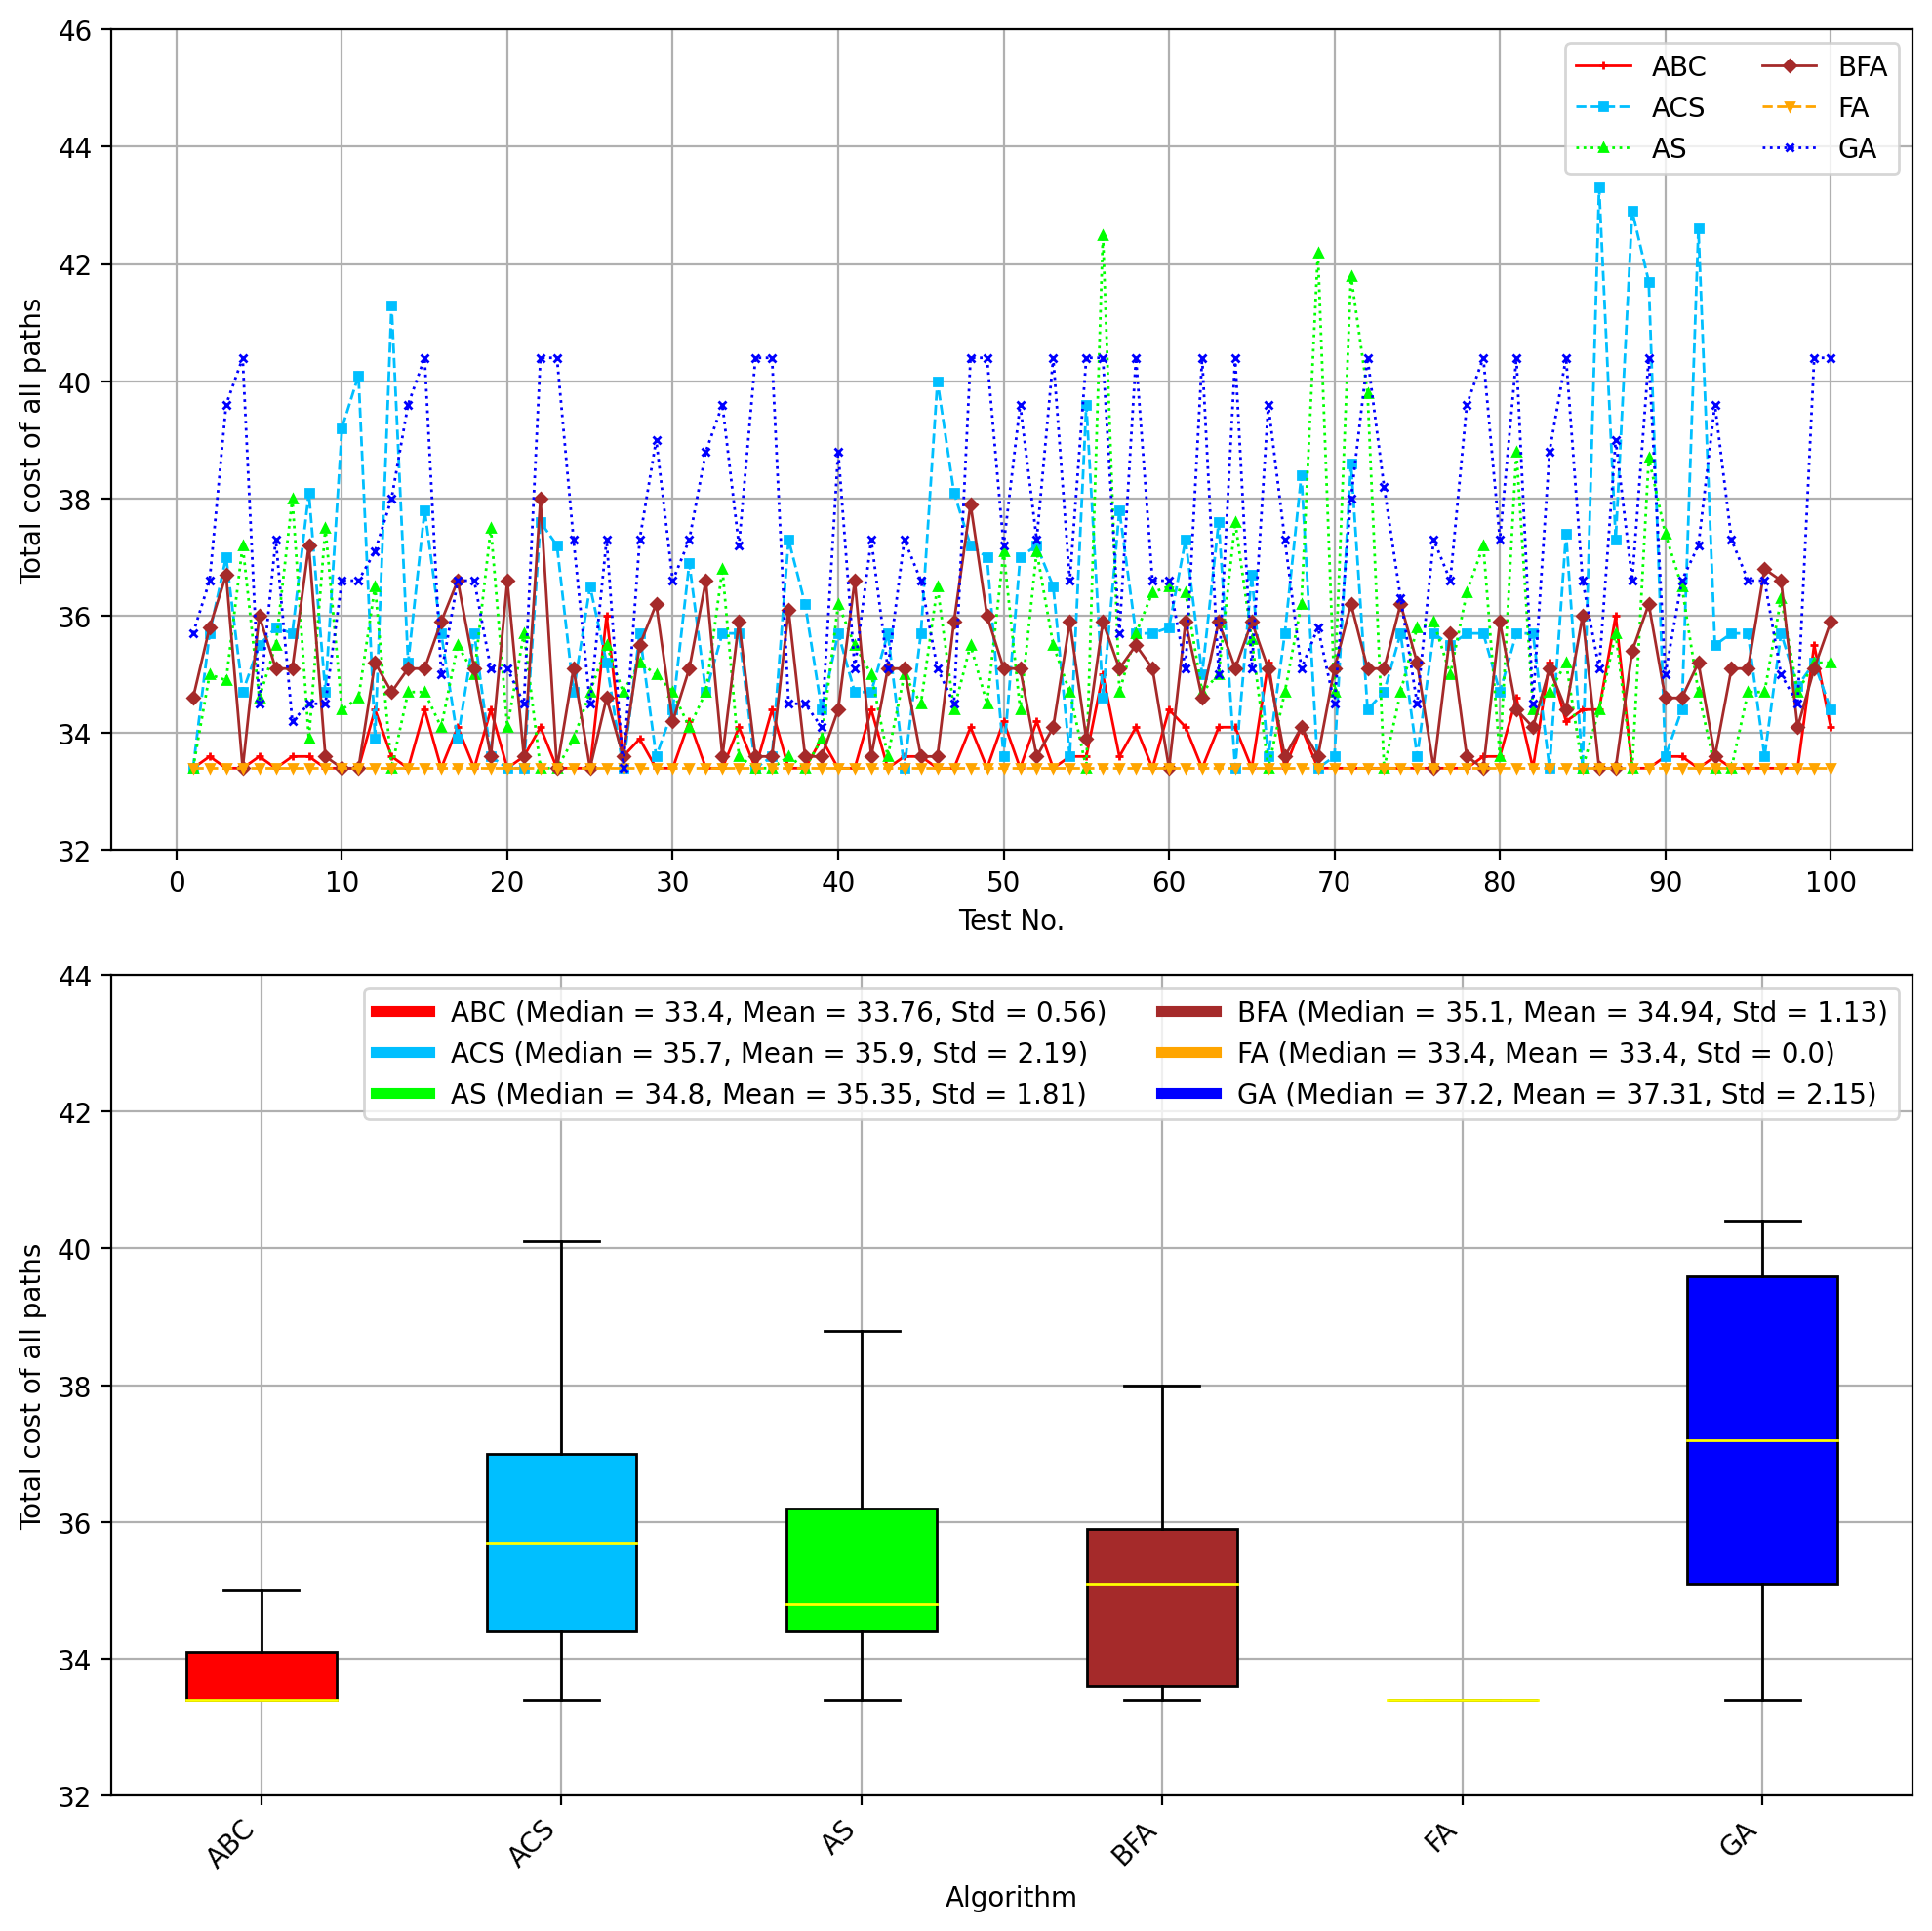 46
44
42
40
38
36
34
32
Total cost of all paths
ABC BFA
ACS FA
AS GA
0 10 20 30 40 50 60 70 80 90 100
Test No.
44
42
40
38
36
34
32
Total cost of all paths
ABC (Median = 33.4, Mean = 33.76, Std = 0.56) BFA (Median = 35.1, Mean = 34.94, Std = 1.13)
ACS (Median = 35.7, Mean = 35.9, Std = 2.19) FA (Median = 33.4, Mean = 33.4, Std = 0.0)
AS (Median = 34.8, Mean = 35.35, Std = 1.81) GA (Median = 37.2, Mean = 37.31, Std = 2.15)
ABC ACS AS BFA FA GA
Algorithm